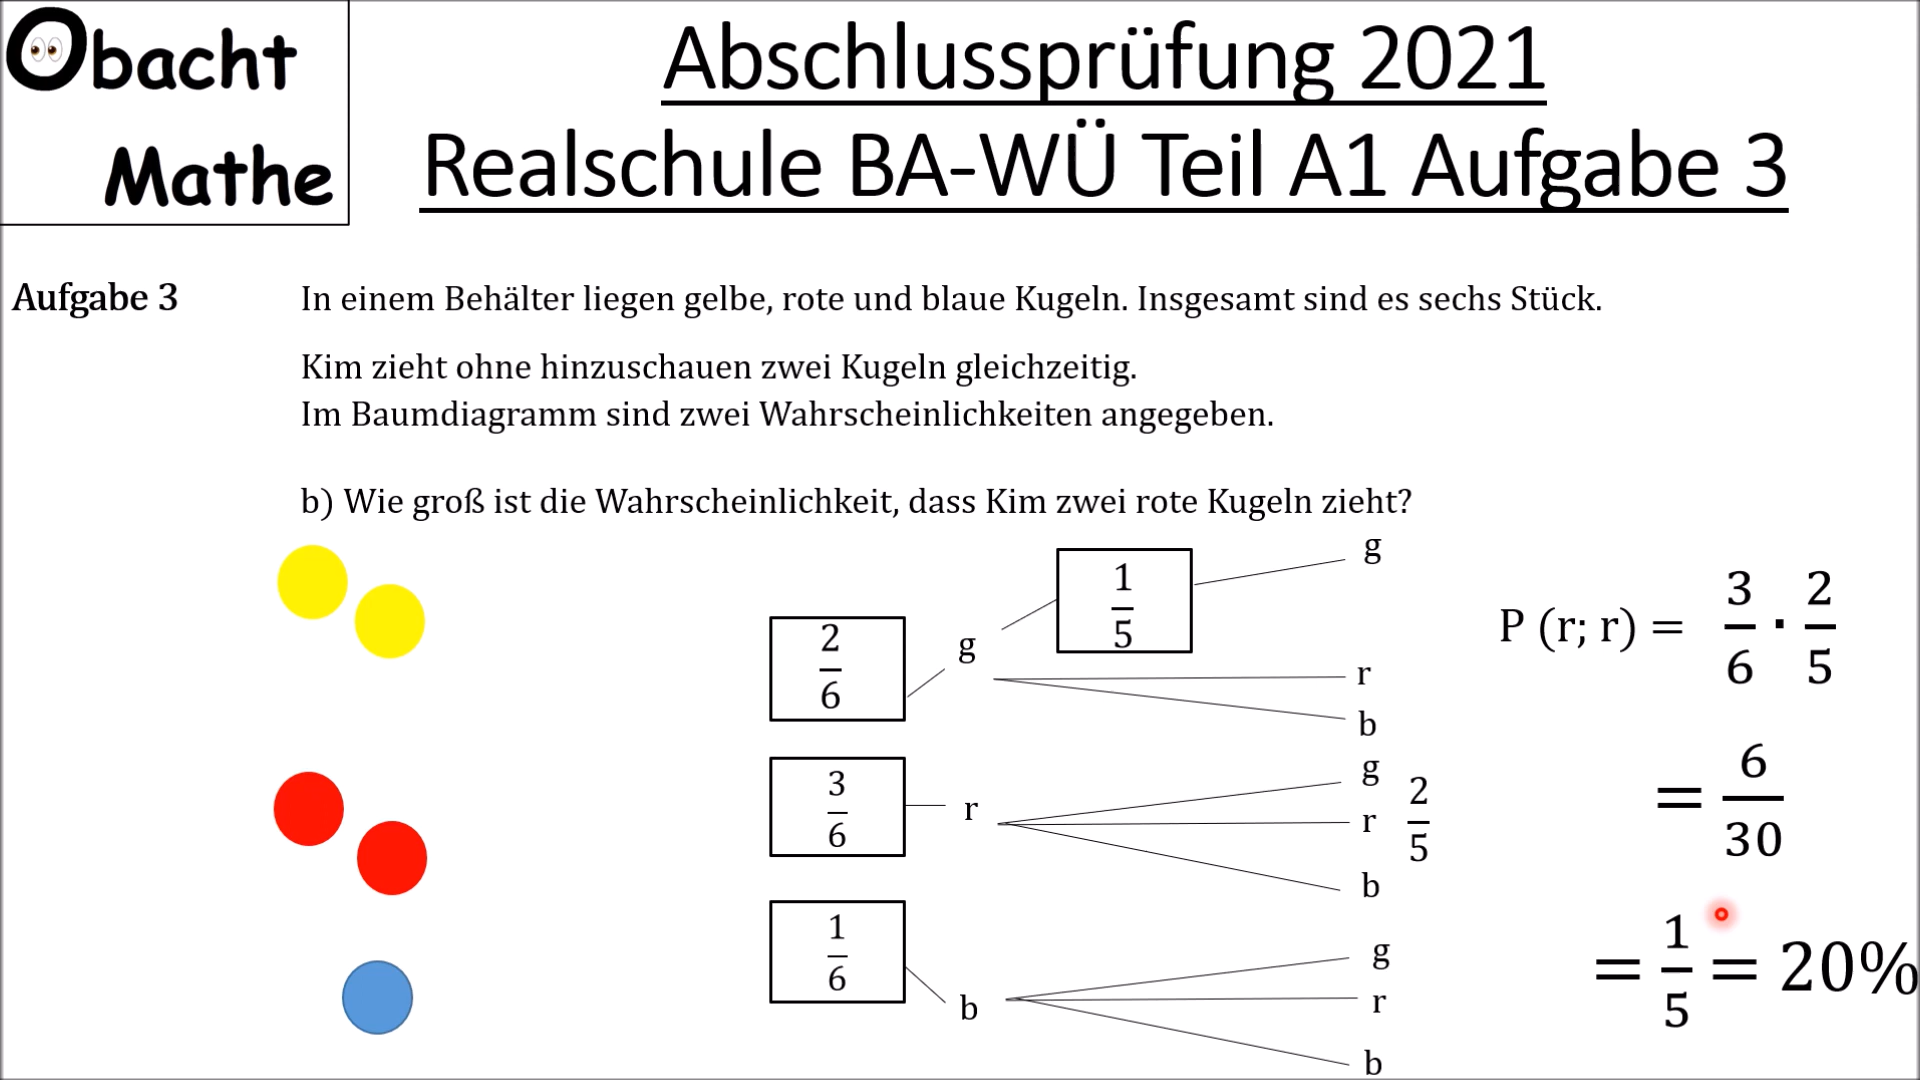 Obacht
Mathe
Abschlussprüfung 2021
Realschule BA-WÜ Teil A1 Aufgabe 3
Aufgabe 3
In einem Behälter liegen gelbe, rote und blaue Kugeln. Insgesamt sind es sechs Stück.
Kim zieht ohne hinzuschauen zwei Kugeln gleichzeitig.
Im Baumdiagramm sind zwei Wahrscheinlichkeiten angegeben.
b) Wie groß ist die Wahrscheinlichkeit, dass Kim zwei rote Kugeln zieht?
2/6
g
1/5
g
r
b
3/6
r
g
r 2/5
b
1/6
b
g
r
b
P (r; r) = 3/6 · 2/5
= 6/30
= 1/5 = 20%